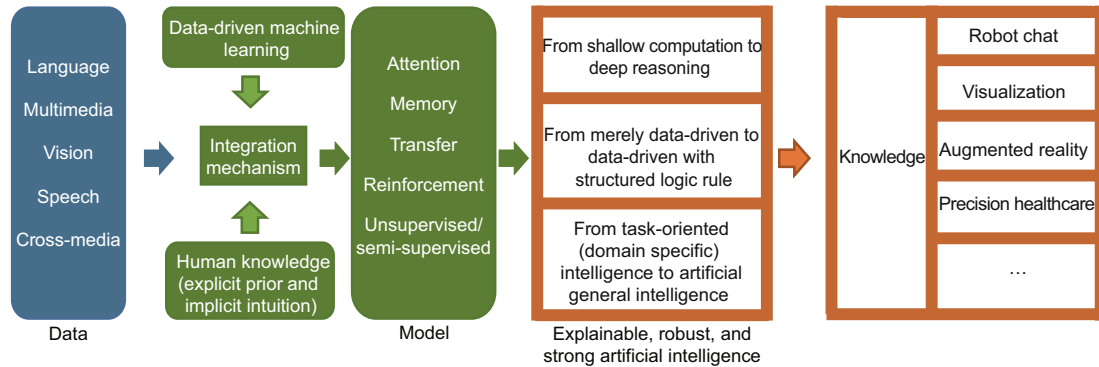 Language
Multimedia
Vision
Speech
Cross-media
Data
Data-driven machine
learning
Integration
mechanism
Human knowledge
(explicit prior and
implicit intuition)
Attention
Memory
Transfer
Reinforcement
Unsupervised/
semi-supervised
Model
From shallow computation to
deep reasoning
From merely data-driven to
data-driven with
structured logic rule
From task-oriented
(domain specific)
intelligence to artificial
general intelligence
Explainable, robust, and
strong artificial intelligence
Knowledge
Robot chat
Visualization
Augmented reality
Precision healthcare
…